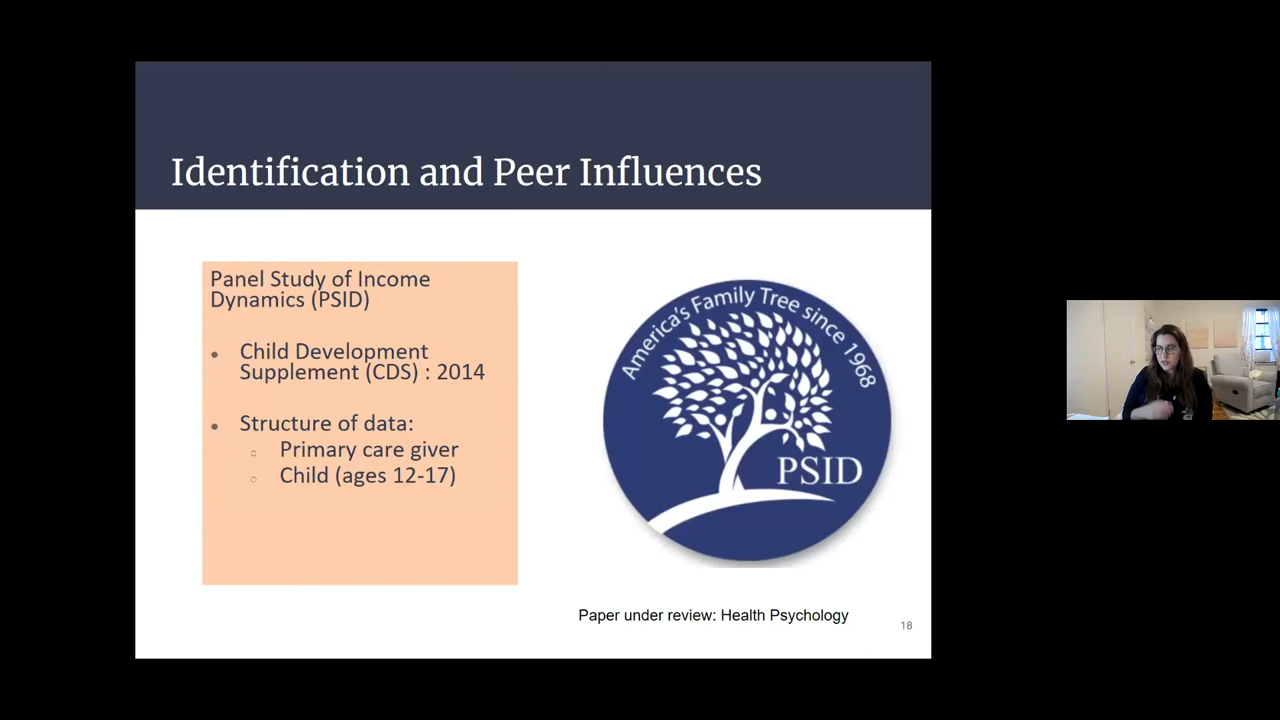 Identification and Peer Influences
Panel Study of Income
Dynamics (PSID)
Child Development
Supplement (CDS) : 2014
Structure of data:
Primary care giver
Child (ages 12-17)
America's Family Tree since 1968
PSID
Paper under review: Health Psychology
18